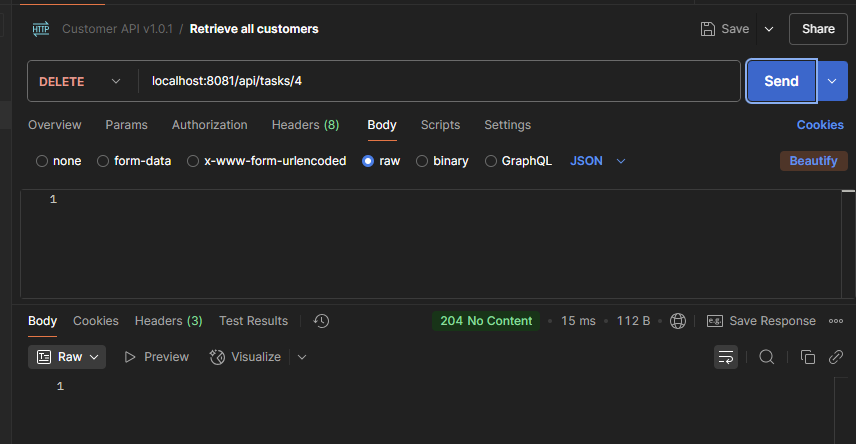 HTTP Customer API v1.0.1 / Retrieve all customers Save Share
DELETE localhost:8081/api/tasks/4 Send
Overview Params Authorization Headers (8) Body Scripts Settings Cookies
none form-data x-www-form-urlencoded raw binary GraphQL JSON Beautify
1
Body Cookies Headers (3) Test Results 204 No Content • 15 ms • 112 B • e.g. Save Response
Raw Preview Visualize
1